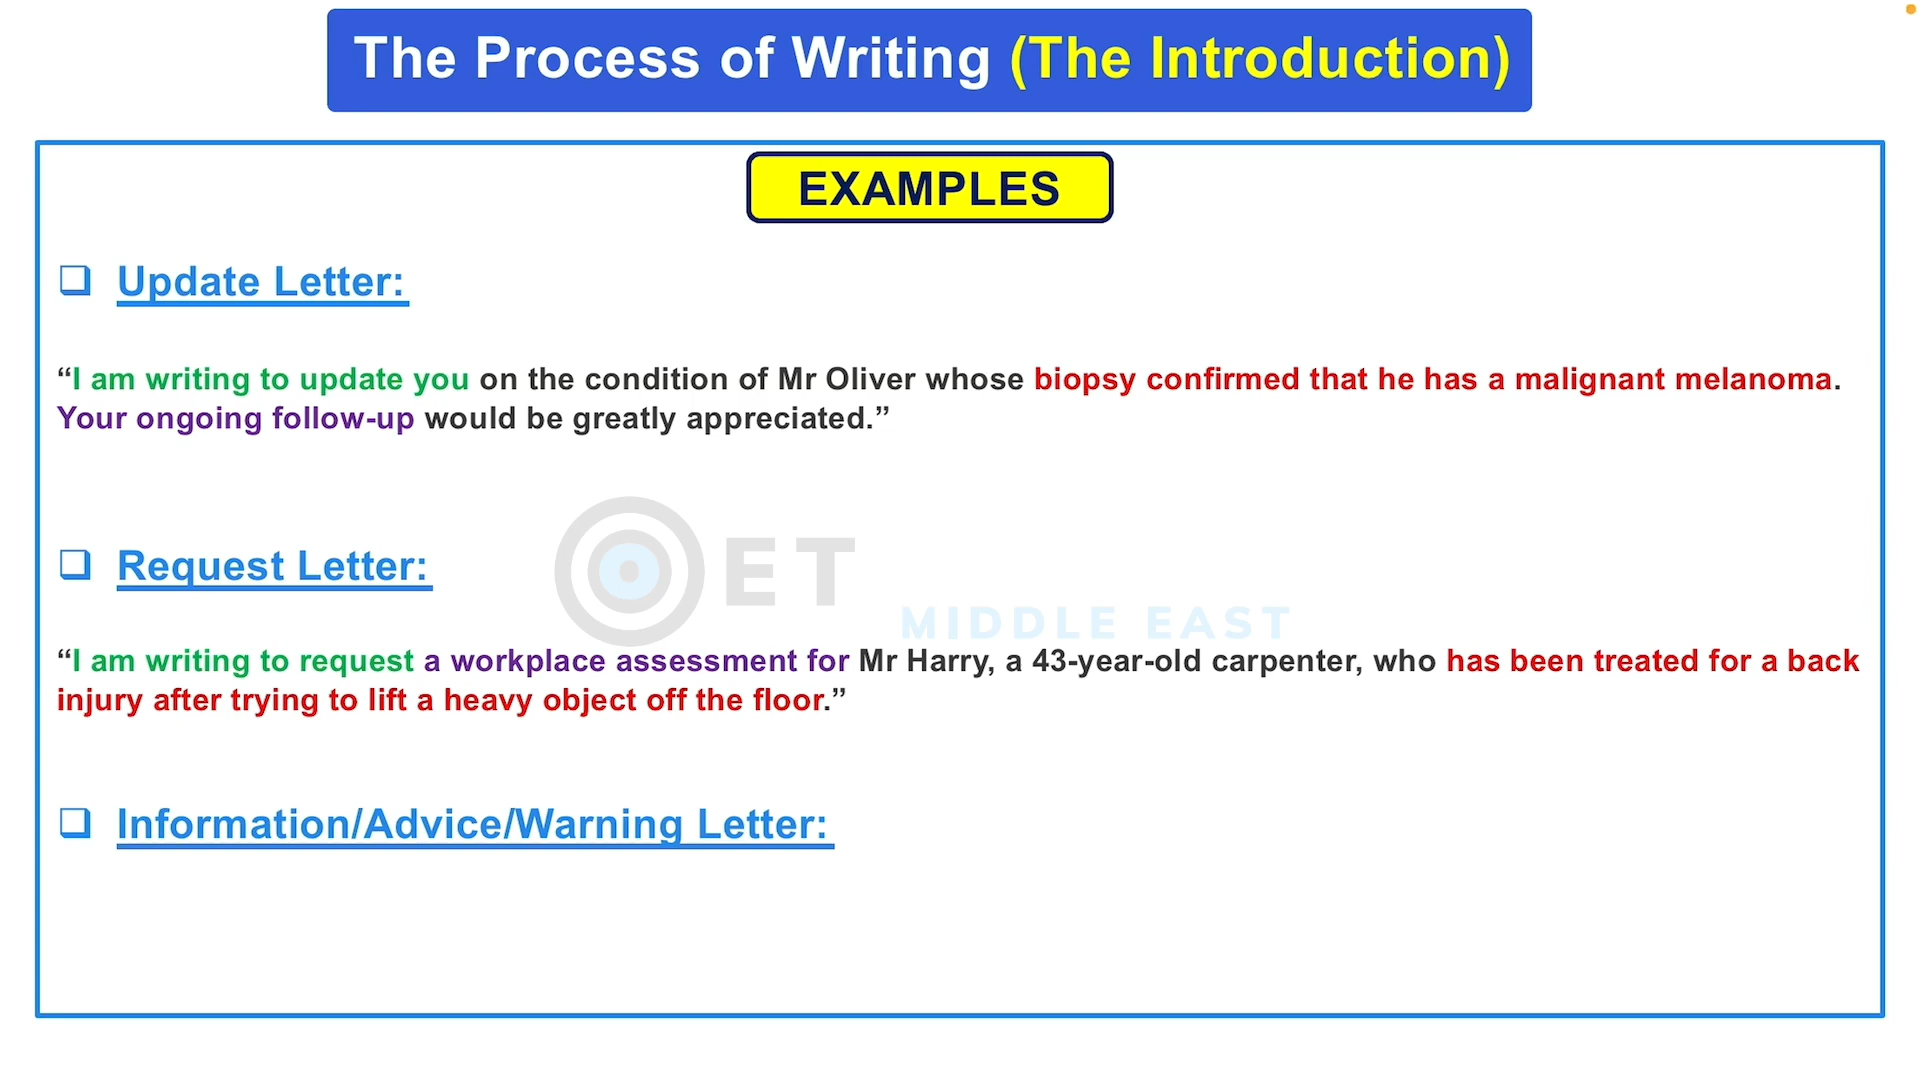 The Process of Writing (The Introduction)
EXAMPLES
❑ Update Letter:
“I am writing to update you on the condition of Mr Oliver whose biopsy confirmed that he has a malignant melanoma.
Your ongoing follow-up would be greatly appreciated.”
OET
MIDDLE EAST
❑ Request Letter:
“I am writing to request a workplace assessment for Mr Harry, a 43-year-old carpenter, who has been treated for a back
injury after trying to lift a heavy object off the floor.”
❑ Information/Advice/Warning Letter: